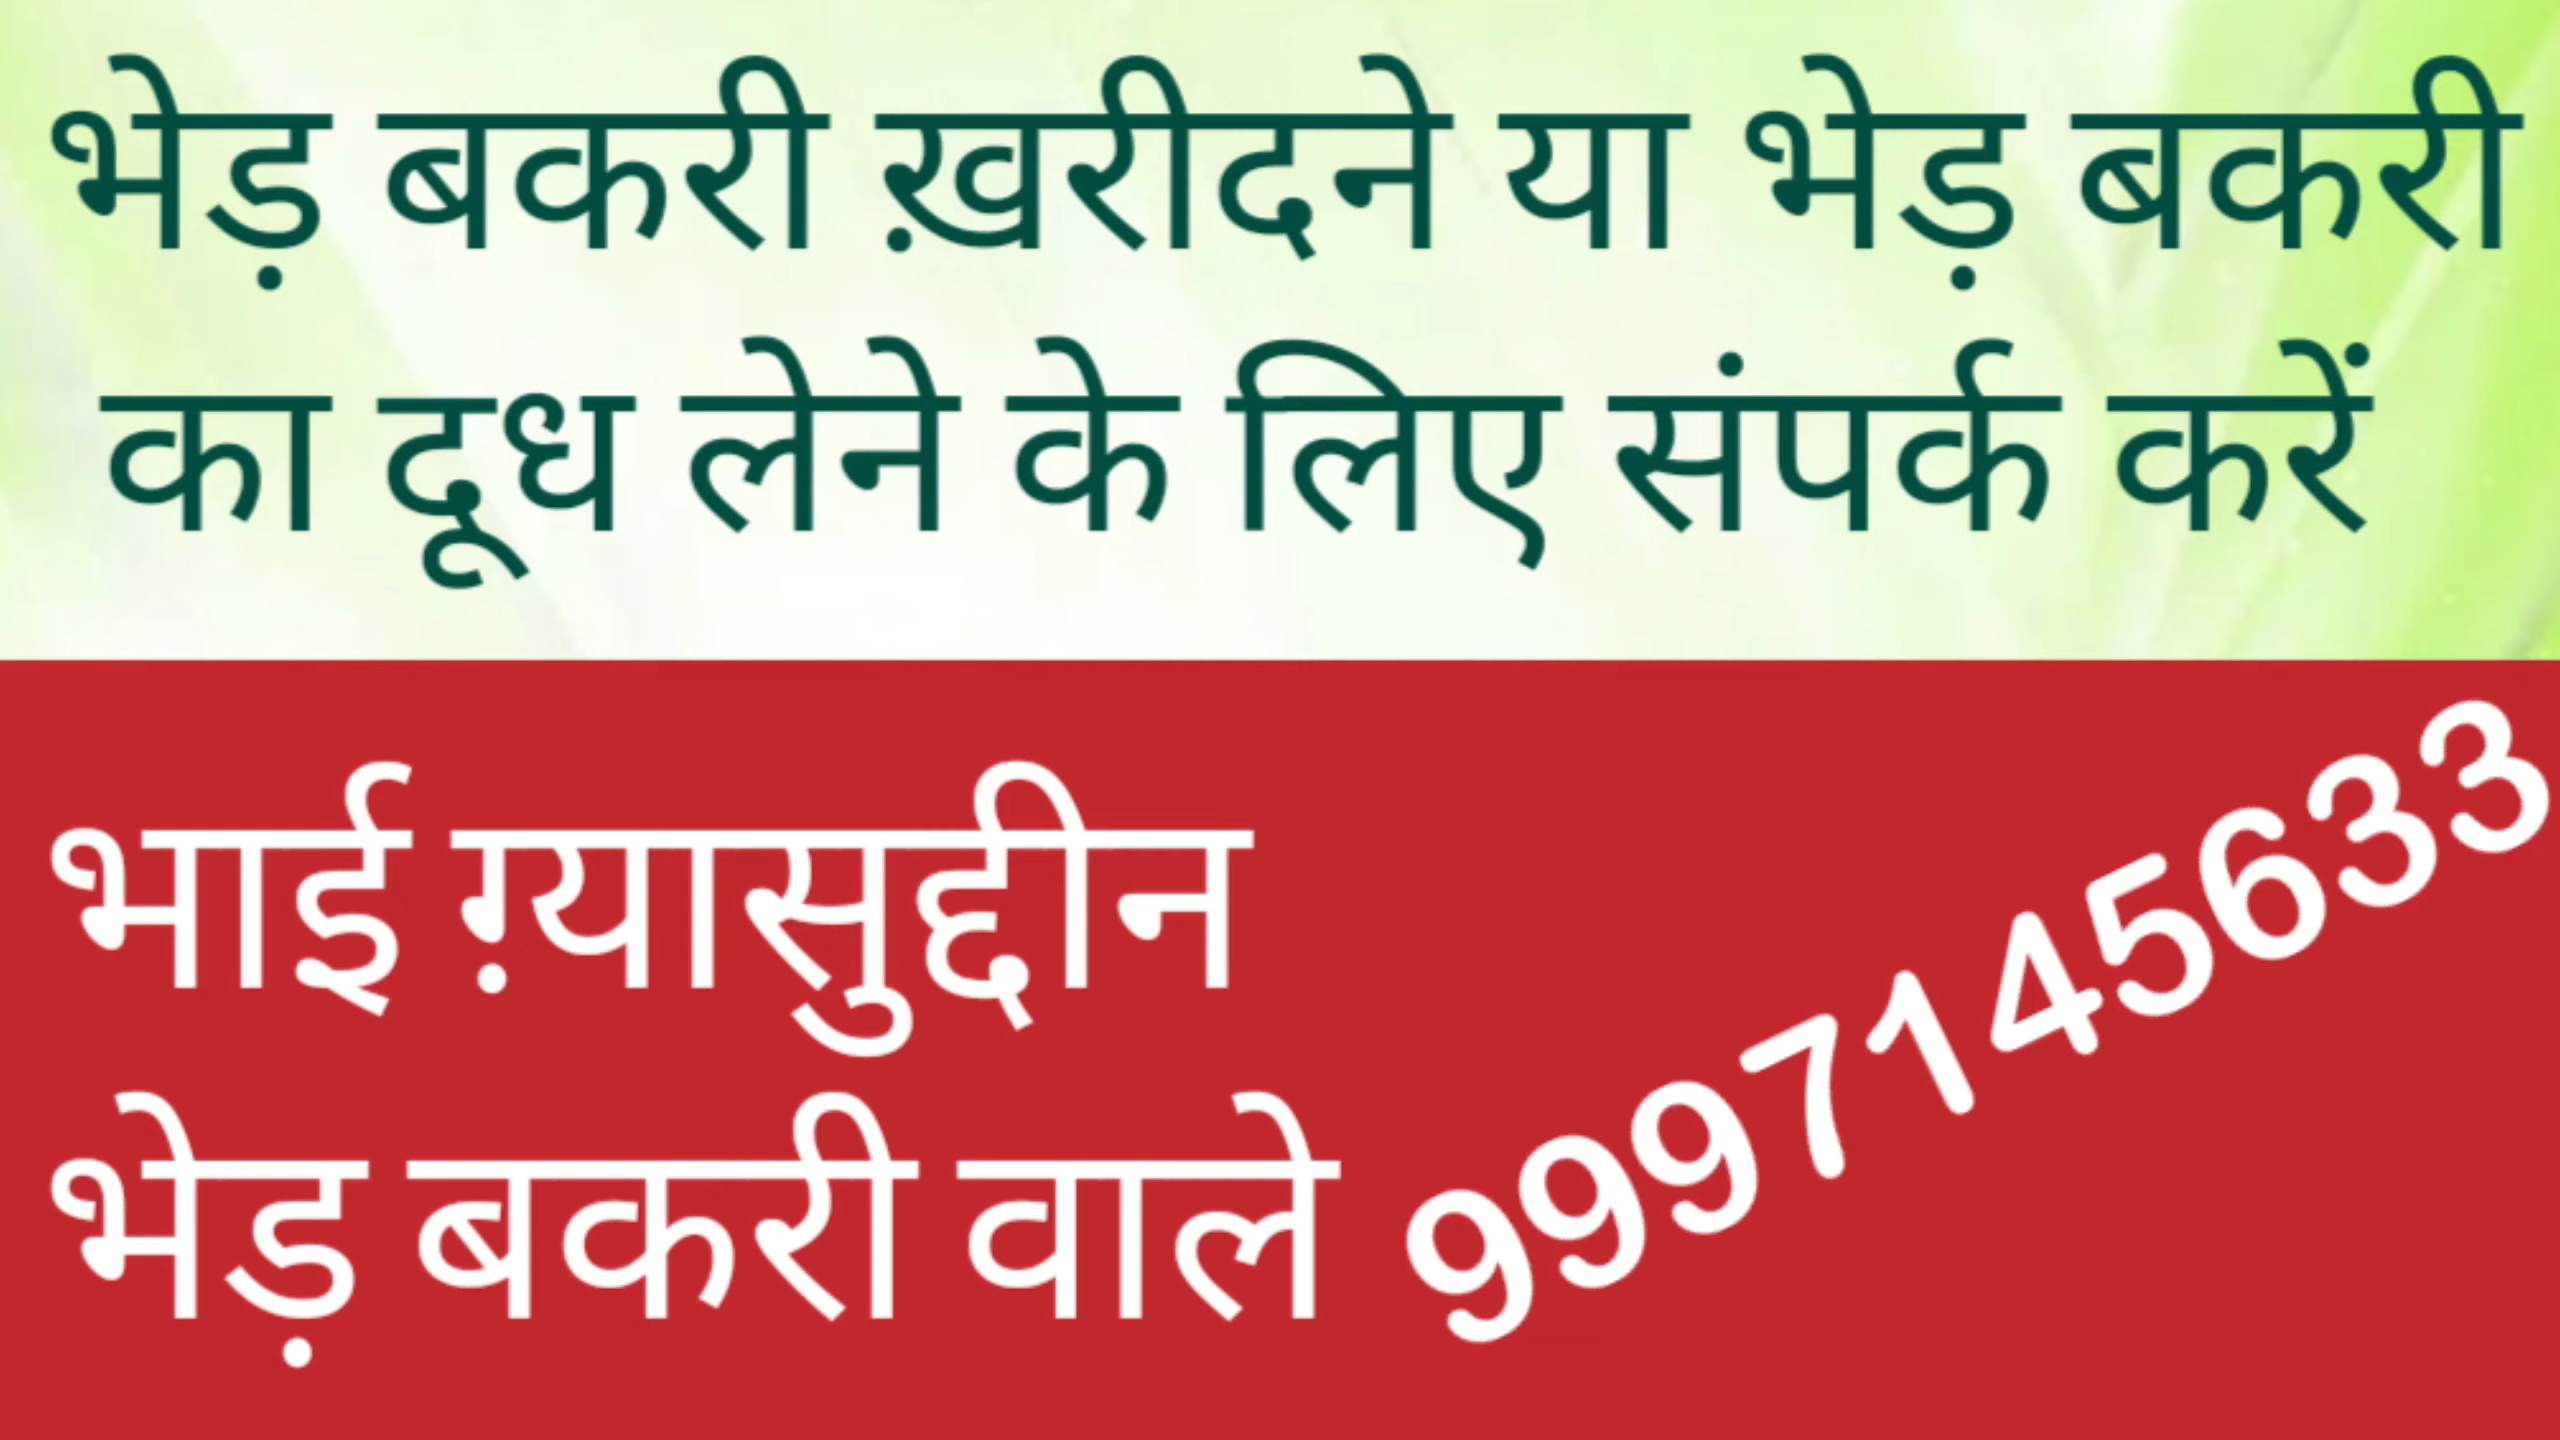 भेड़ बकरी ख़रीदने या भेड़ बकरी
का दूध लेने के लिए संपर्क करें
भाई ग़्यासुद्दीन
भेड़ बकरी वाले
9997145633